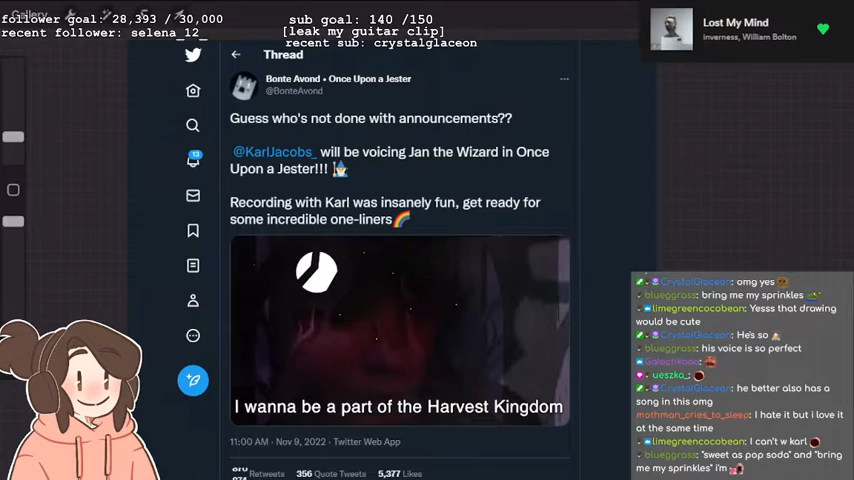 Gallery
follower goal: 28,393 / 30,000
sub goal: 140 /150
recent follower: selena_12_
[leak my guitar clip]
recent sub: crystalglaceon
Lost My Mind
inverness, William Bolton
Thread
Bonte Avond • Once Upon a Jester
@BonteAvond
Guess who's not done with announcements??
@KarlJacobs_ will be voicing Jan the Wizard in Once
Upon a Jester!!! 🧙‍♂️
Recording with Karl was insanely fun, get ready for
some incredible one-liners🌈
I wanna be a part of the Harvest Kingdom
11:00 AM · Nov 9, 2022 · Twitter Web App
Retweets 356 Quote Tweets 5,377 Likes
13
CrystalGlaceon: omg yes
blueggrass: bring me my sprinkles
limegreencocobean: Yesss that drawing
would be cute
CrystalGlaceon: He's so
blueggrass: his voice is so perfect
ueszka_:
CrystalGlaceon: he better also has a
song in this omg
mothman_cries_to_sleep: I hate it but i love it
at the same time
limegreencocobean: I can't w karl
blueggrass: "sweet as pop soda" and "bring
me my sprinkles" i'm